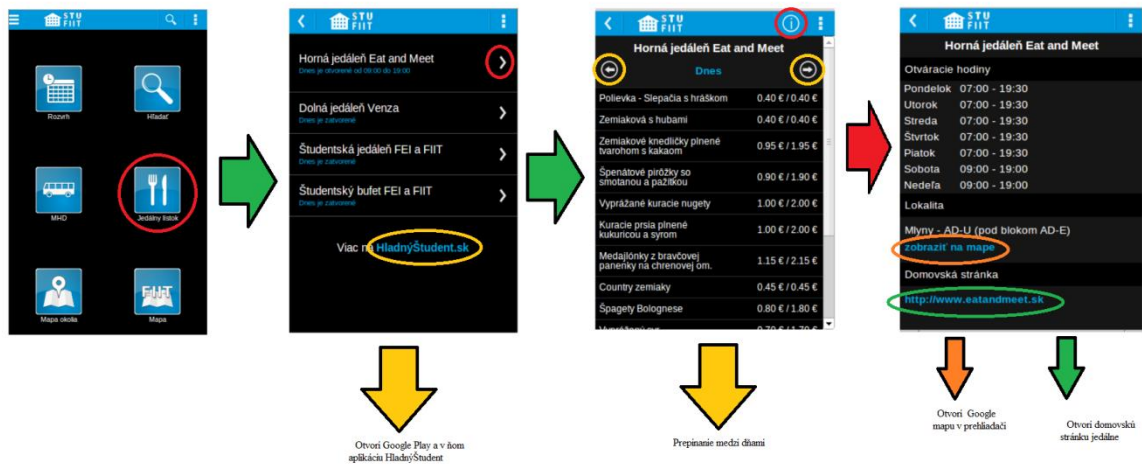 STU
FIIT
Rozvrh
Hľadať
MHD
Jedálny lístok
Mapa okolia
FIIT
Mapa
STU
FIIT
Horná jedáleň Eat and Meet
Dnes je otvorené od 09:00 do 19:00
Dolná jedáleň Venza
Dnes je zatvorené
Študentská jedáleň FEI a FIIT
Dnes je zatvorené
Študentský bufet FEI a FIIT
Dnes je zatvorené
Viac na HladnýŠtudent.sk
Otvorí Google Play a v ňom
aplikáciu HladnýŠtudent
STU
FIIT
Horná jedáleň Eat and Meet
Dnes
Polievka - Slepačia s hráškom 0.40 € / 0.40 €
Zemiaková s hubami 0.40 € / 0.40 €
Zemiakové knedličky plnené
tvarohom s kakaom 0.95 € / 1.95 €
Špenátové pirôžky so
smotanou a pažítkou 0.90 € / 1.90 €
Vyprážané kuracie nugety 1.00 € / 2.00 €
Kuracie prsia plnené
kukuricou a syrom 1.00 € / 2.00 €
Medajlónky z bravčovej
panenky na chrenovej om. 1.15 € / 2.15 €
Country zemiaky 0.45 € / 0.45 €
Špagety Bolognese 0.80 € / 1.80 €
Prepínanie medzi dňami
STU
FIIT
Horná jedáleň Eat and Meet
Otváracie hodiny
Pondelok 07:00 - 19:30
Utorok 07:00 - 19:30
Streda 07:00 - 19:30
Štvrtok 07:00 - 19:30
Piatok 07:00 - 19:30
Sobota 09:00 - 19:00
Nedeľa 09:00 - 19:00
Lokalita
Mlyny - AD-U (pod blokom AD-E)
zobraziť na mape
Domovská stránka
http://www.eatandmeet.sk
Otvorí Google
mapu v prehliadači
Otvorí domovskú
stránku jedálne